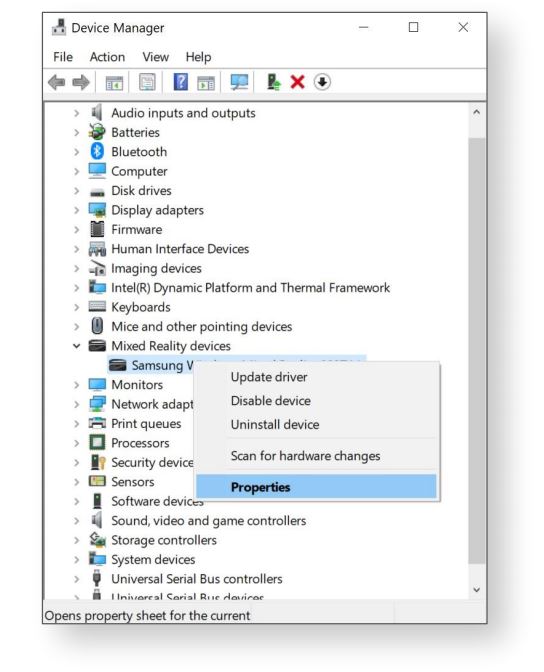 Device Manager
File Action View Help
Audio inputs and outputs
Batteries
Bluetooth
Computer
Disk drives
Display adapters
Firmware
Human Interface Devices
Imaging devices
Intel(R) Dynamic Platform and Thermal Framework
Keyboards
Mice and other pointing devices
Mixed Reality devices
Samsung
Monitors
Network adapt
Print queues
Processors
Security device
Sensors
Software devices
Sound, video and game controllers
Storage controllers
System devices
Universal Serial Bus controllers
Universal Serial Bus devices
Update driver
Disable device
Uninstall device
Scan for hardware changes
Properties
Opens property sheet for the current